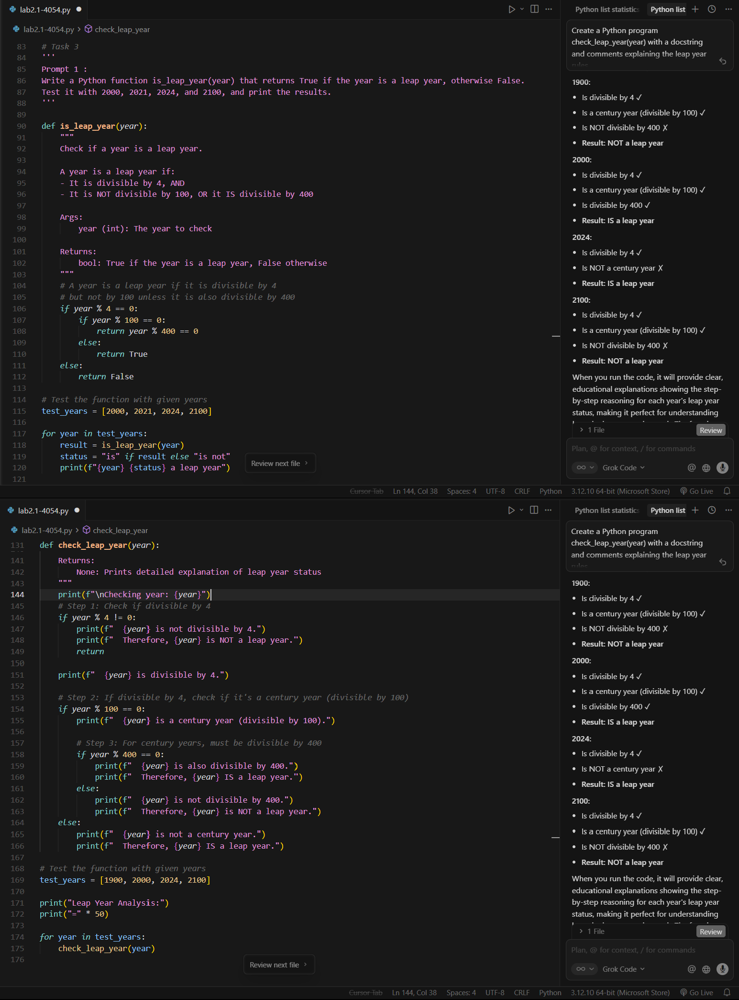 lab2.1-4054.py
lab2.1-4054.py > check_leap_year
83 # Task 3
84 '''
85 Prompt 1 :
86 Write a Python function is_leap_year(year) that returns True if the year is a leap year, otherwise False.
87 Test it with 2000, 2021, 2024, and 2100, and print the results.
88 '''
89
90 def is_leap_year(year):
91 """
92 Check if a year is a leap year.
93
94 A year is a leap year if:
95 - It is divisible by 4, AND
96 - It is NOT divisible by 100, OR it IS divisible by 400
97
98 Args:
99 year (int): The year to check
100
101 Returns:
102 bool: True if the year is a leap year, False otherwise
103 """
104 # A year is a leap year if it is divisible by 4
105 # but not by 100 unless it is also divisible by 400
106 if year % 4 == 0:
107 if year % 100 == 0:
108 return year % 400 == 0
109 else:
110 return True
111 else:
112 return False
113
114 # Test the function with given years
115 test_years = [2000, 2021, 2024, 2100]
116
117 for year in test_years:
118 result = is_leap_year(year)
119 status = "is" if result else "is not"
120 print(f"{year} {status} a leap year")
121
Review next file >
Python list statistics Python list
Create a Python program
check_leap_year(year) with a docstring
and comments explaining the leap year
rules
1900:
• Is divisible by 4 ✓
• Is a century year (divisible by 100) ✓
• Is NOT divisible by 400 ✗
• Result: NOT a leap year
2000:
• Is divisible by 4 ✓
• Is a century year (divisible by 100) ✓
• Is divisible by 400 ✓
• Result: IS a leap year
2024:
• Is divisible by 4 ✓
• Is NOT a century year ✗
• Result: IS a leap year
2100:
• Is divisible by 4 ✓
• Is a century year (divisible by 100) ✓
• Is NOT divisible by 400 ✗
• Result: NOT a leap year
When you run the code, it will provide clear,
educational explanations showing the step-
by-step reasoning for each year's leap year
status, making it perfect for understanding
> 1 File Review
Plan, @ for context, / for commands
Grok Code
Cursor Tab Ln 144, Col 38 Spaces: 4 UTF-8 CRLF Python 3.12.10 64-bit (Microsoft Store) Go Live
lab2.1-4054.py
lab2.1-4054.py > check_leap_year
131 def check_leap_year(year):
141 Returns:
142 None: Prints detailed explanation of leap year status
143 """
144 print(f"\nChecking year: {year}")
145 # Step 1: Check if divisible by 4
146 if year % 4 != 0:
147 print(f"  {year} is not divisible by 4.")
148 print(f"  Therefore, {year} is NOT a leap year.")
149 return
150
151 print(f"  {year} is divisible by 4.")
152
153 # Step 2: If divisible by 4, check if it's a century year (divisible by 100)
154 if year % 100 == 0:
155 print(f"  {year} is a century year (divisible by 100).")
156
157 # Step 3: For century years, must be divisible by 400
158 if year % 400 == 0:
159 print(f"  {year} is also divisible by 400.")
160 print(f"  Therefore, {year} IS a leap year.")
161 else:
162 print(f"  {year} is not divisible by 400.")
163 print(f"  Therefore, {year} is NOT a leap year.")
164 else:
165 print(f"  {year} is not a century year.")
166 print(f"  Therefore, {year} IS a leap year.")
167
168 # Test the function with given years
169 test_years = [1900, 2000, 2024, 2100]
170
171 print("Leap Year Analysis:")
172 print("=" * 50)
173
174 for year in test_years:
175 check_leap_year(year)
176
Review next file >
Python list statistics Python list
Create a Python program
check_leap_year(year) with a docstring
and comments explaining the leap year
rules
1900:
• Is divisible by 4 ✓
• Is a century year (divisible by 100) ✓
• Is NOT divisible by 400 ✗
• Result: NOT a leap year
2000:
• Is divisible by 4 ✓
• Is a century year (divisible by 100) ✓
• Is divisible by 400 ✓
• Result: IS a leap year
2024:
• Is divisible by 4 ✓
• Is NOT a century year ✗
• Result: IS a leap year
2100:
• Is divisible by 4 ✓
• Is a century year (divisible by 100) ✓
• Is NOT divisible by 400 ✗
• Result: NOT a leap year
When you run the code, it will provide clear,
educational explanations showing the step-
by-step reasoning for each year's leap year
status, making it perfect for understanding
> 1 File Review
Plan, @ for context, / for commands
Grok Code
Cursor Tab Ln 144, Col 38 Spaces: 4 UTF-8 CRLF Python 3.12.10 64-bit (Microsoft Store) Go Live